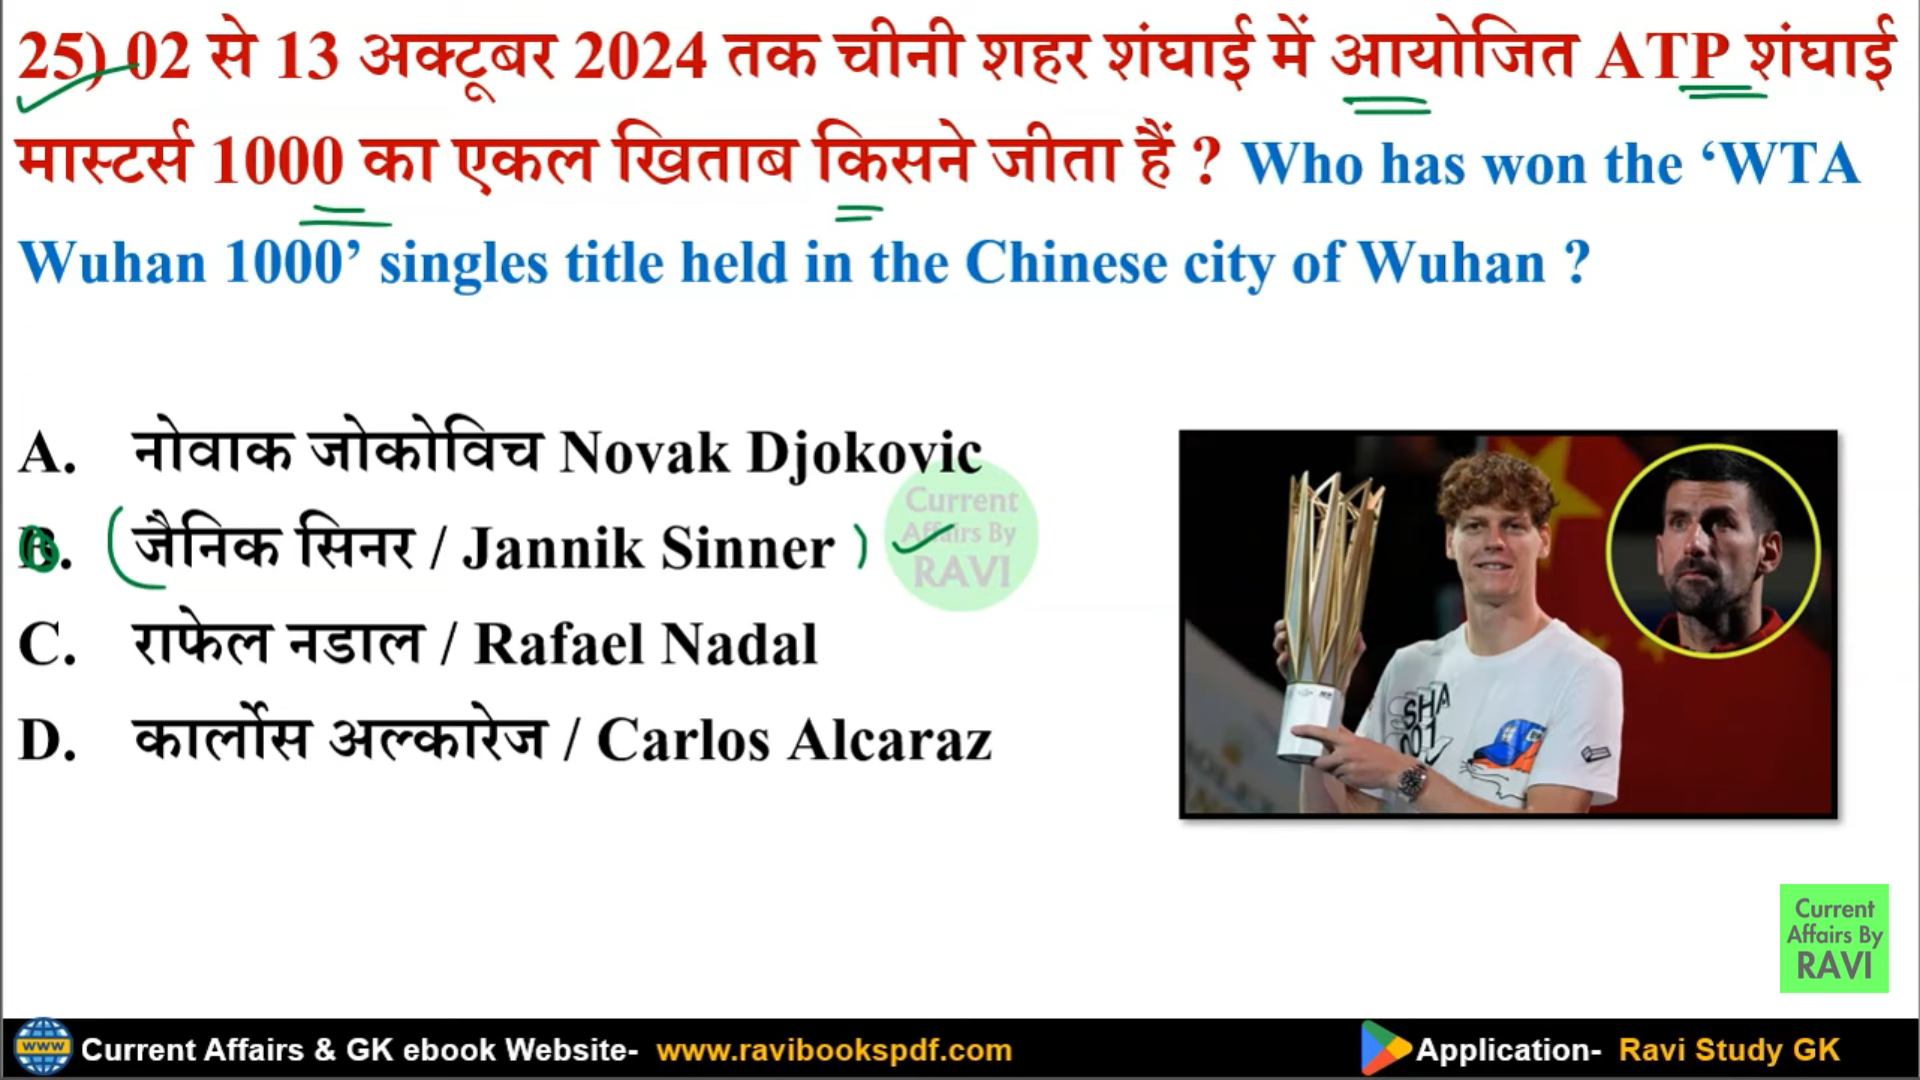 25) 02 से 13 अक्टूबर 2024 तक चीनी शहर शंघाई में आयोजित ATP शंघाई
मास्टर्स 1000 का एकल खिताब किसने जीता हैं ? Who has won the ‘WTA
Wuhan 1000’ singles title held in the Chinese city of Wuhan ?
A. नोवाक जोकोविच Novak Djokovic
B. जैनिक सिनर / Jannik Sinner
C. राफेल नडाल / Rafael Nadal
D. कार्लोस अल्कारेज / Carlos Alcaraz
Current
Affairs By
RAVI
SHA
001
Current
Affairs By
RAVI
www Current Affairs & GK ebook Website- www.ravibookspdf.com Application- Ravi Study GK